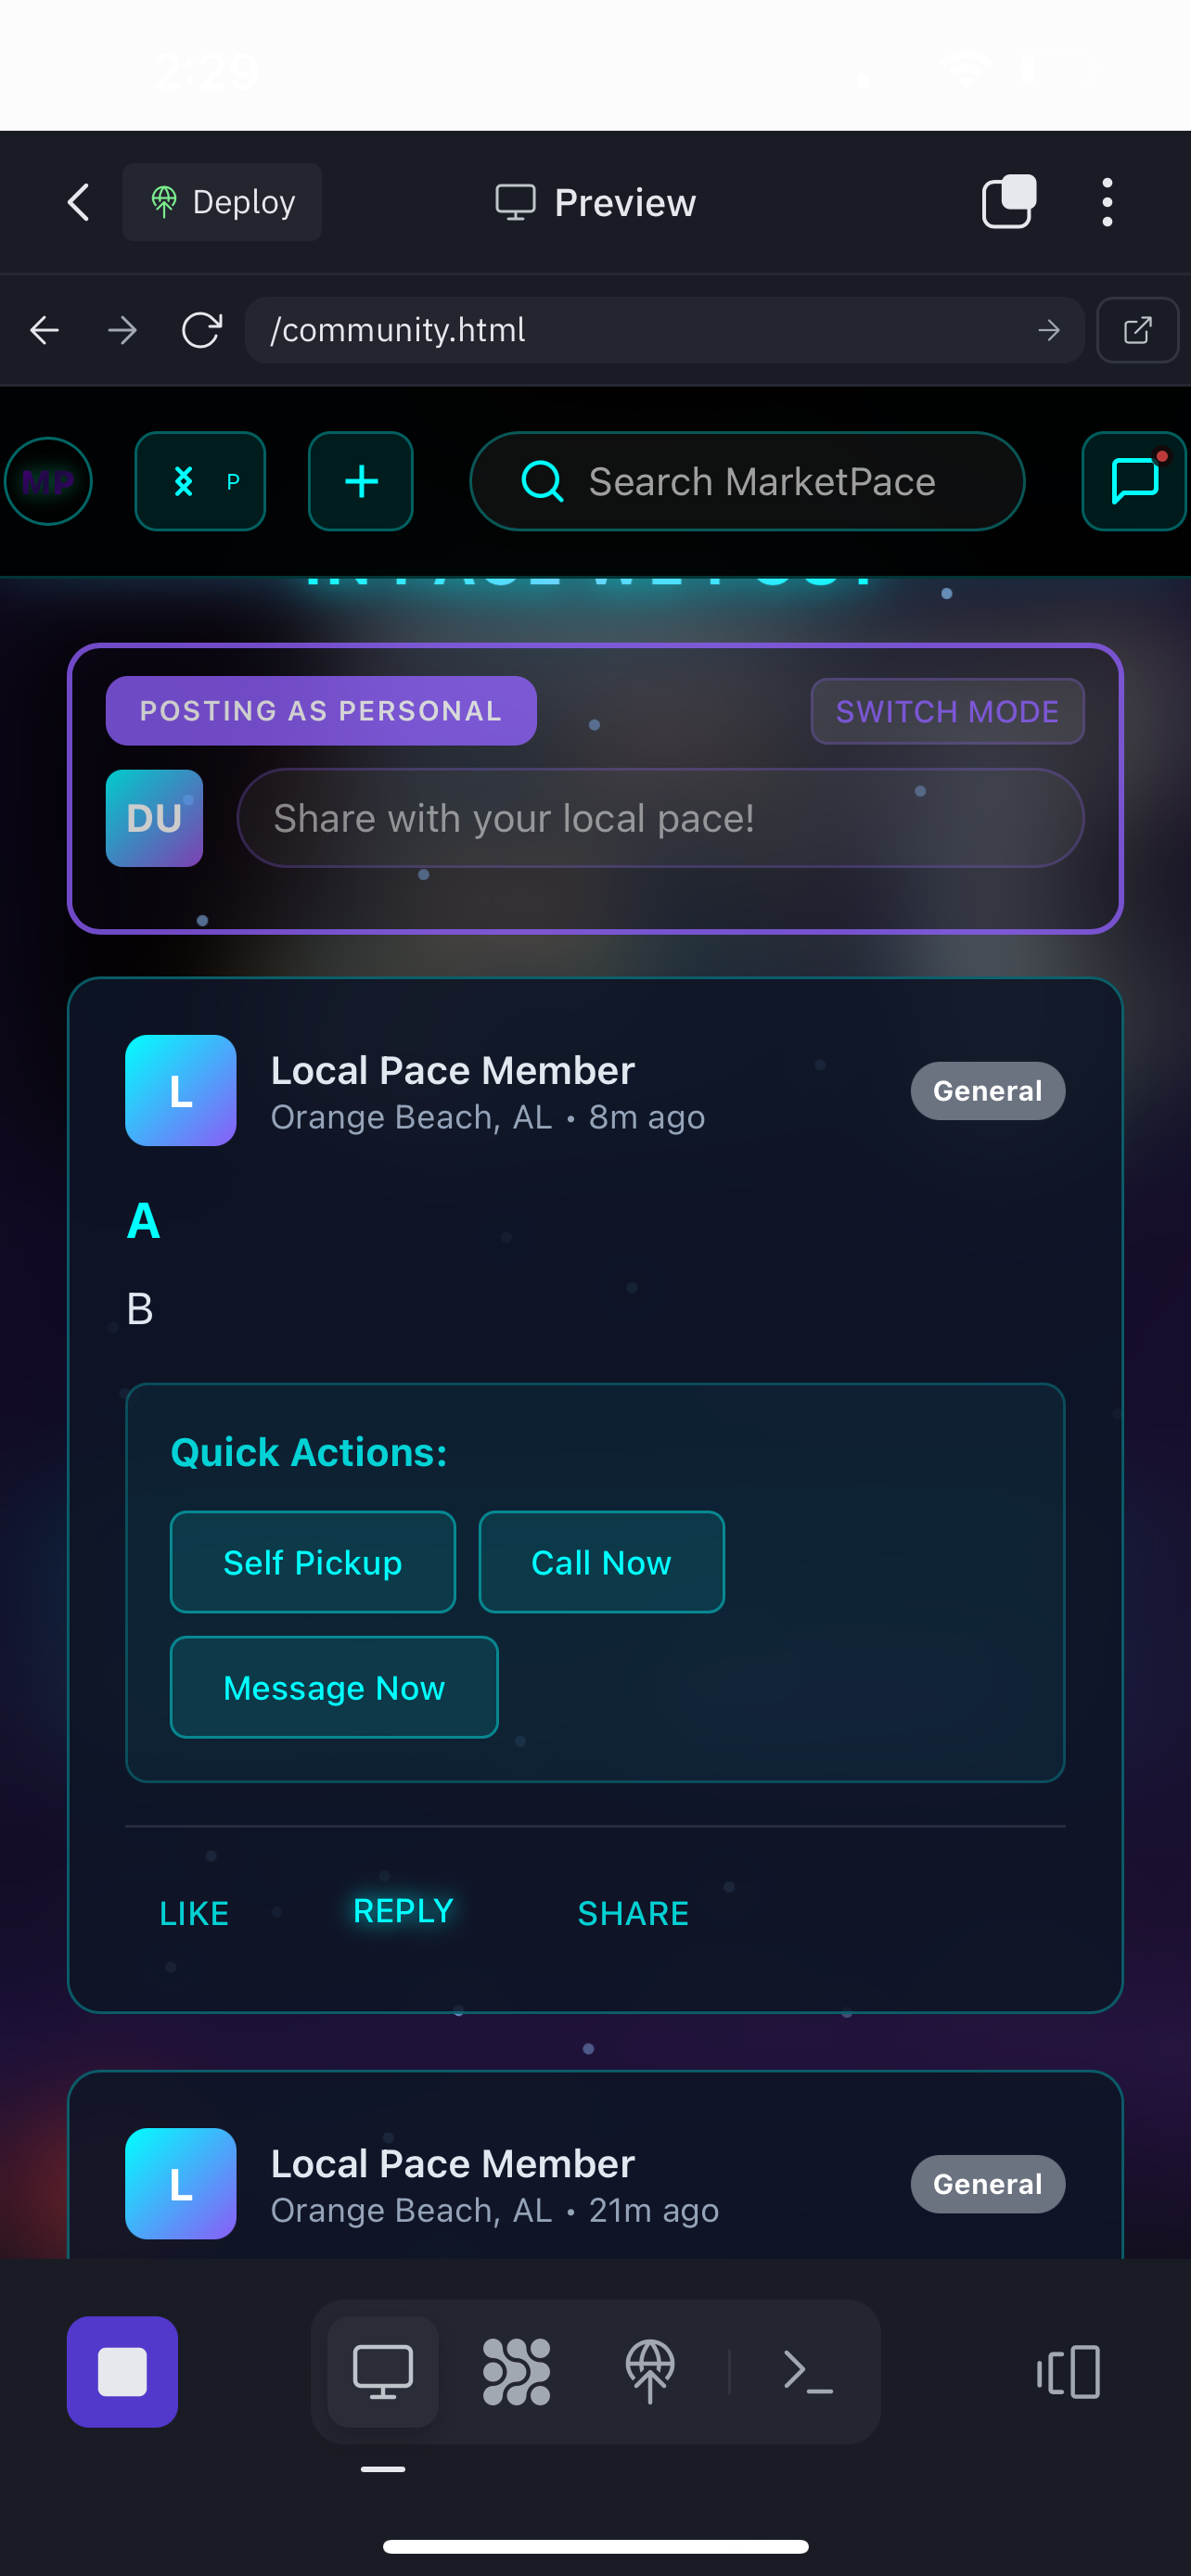 2:29
Deploy
Preview
/community.html
MP
P
Search MarketPace
POSTING AS PERSONAL
SWITCH MODE
DU
Share with your local pace!
L
Local Pace Member
General
Orange Beach, AL • 8m ago
A
B
Quick Actions:
Self Pickup
Call Now
Message Now
LIKE
REPLY
SHARE
L
Local Pace Member
General
Orange Beach, AL • 21m ago